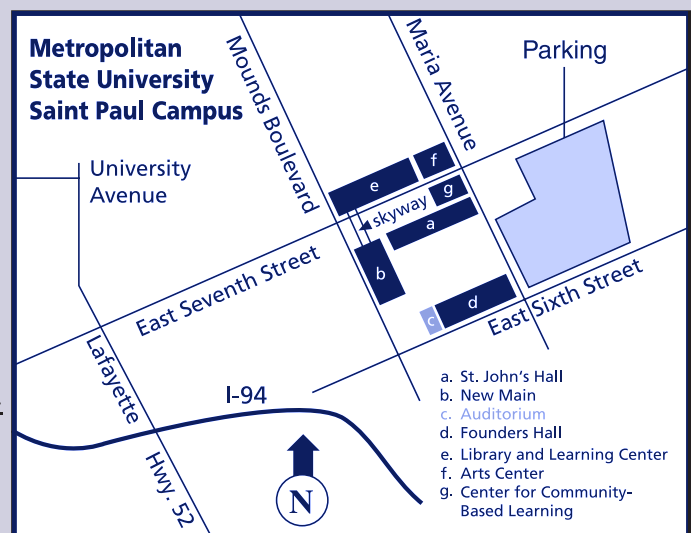 Metropolitan
State University
Saint Paul Campus
Mounds Boulevard
Maria Avenue
Parking
University
Avenue
e
f
g
skyway
a
b
c
d
East Seventh Street
East Sixth Street
Lafayette
Hwy. 52
I-94
N
a. St. John's Hall
b. New Main
c. Auditorium
d. Founders Hall
e. Library and Learning Center
f. Arts Center
g. Center for Community-
Based Learning